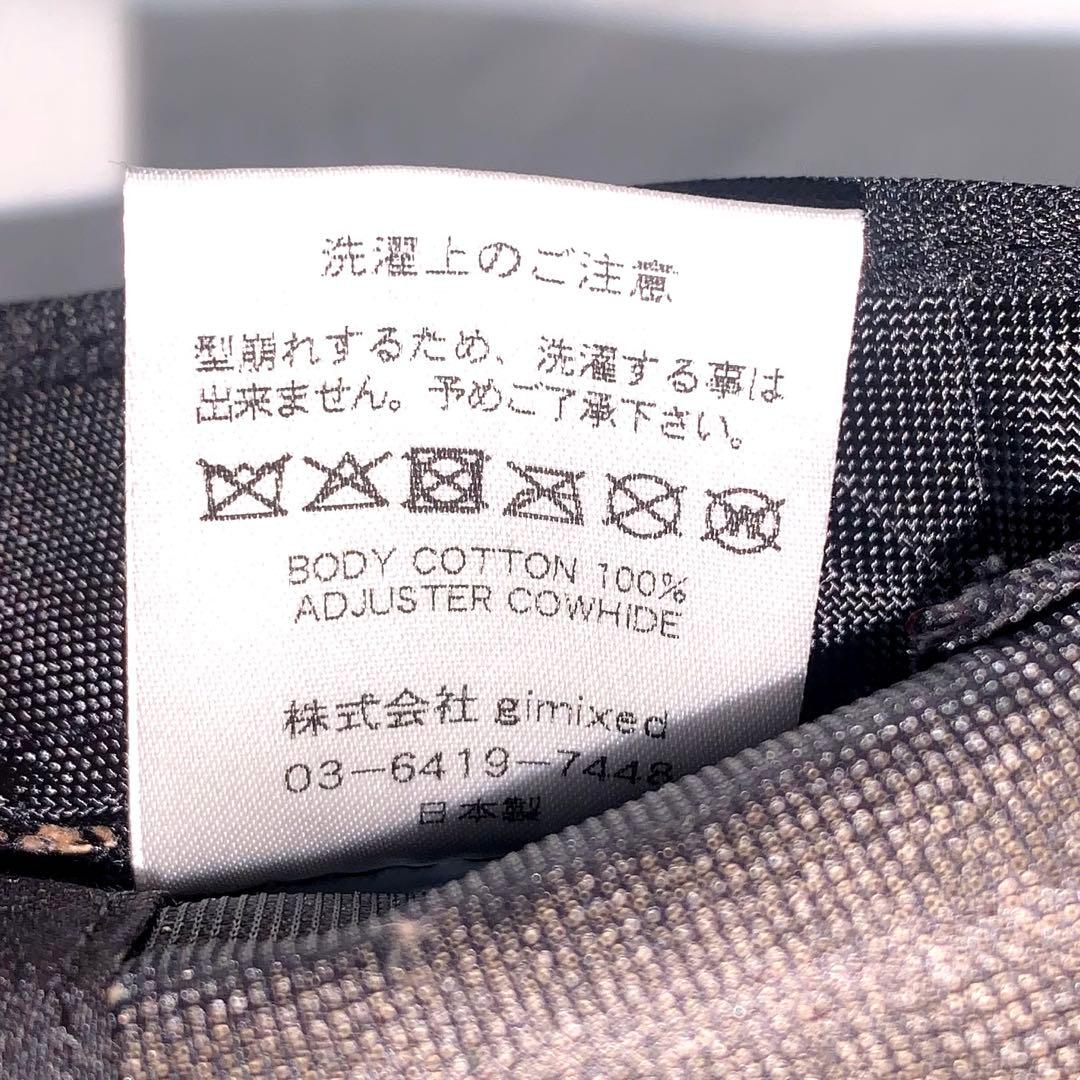 洗濯上のご注意
型崩れするため、洗濯する事は
出来ません。予めご了承下さい。
BODY COTTON 100%
ADJUSTER COWHIDE
株式会社 gimixed
03-6419-7448
日本製